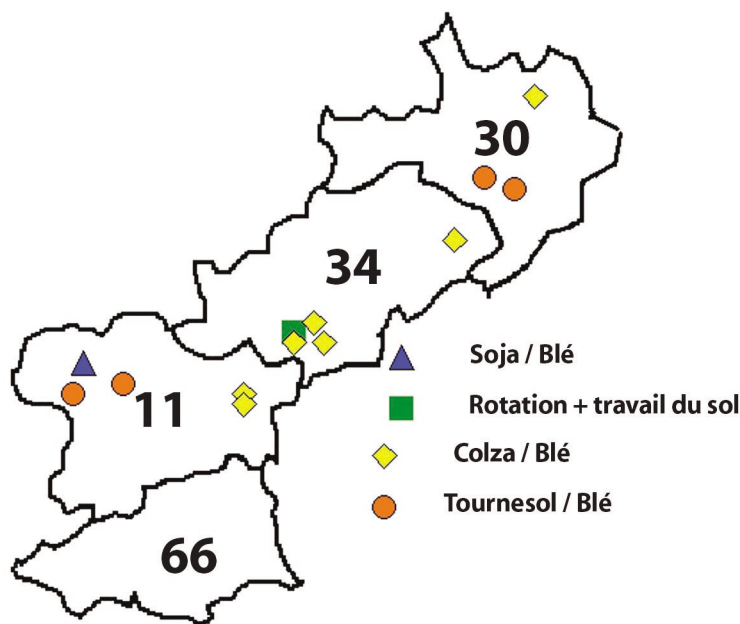 30
34
11
66
Soja / Blé
Rotation + travail du sol
Colza / Blé
Tournesol / Blé